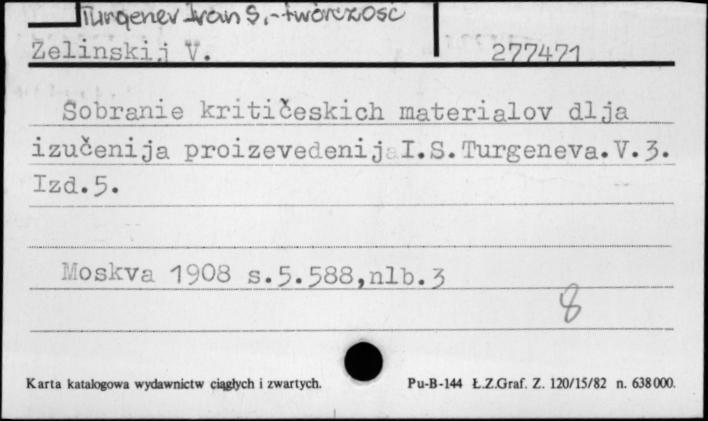 Turgenev Ivan S. - twórczość
Zelinskij V. 277471
Sobranie kritičeskich materialov dlja
izučenija proizevedenija I.S.Turgeneva.V.3.
Izd.5.
Moskva 1908 s.5.588,nlb.3
8
Karta katalogowa wydawnictw ciągłych i zwartych. Pu-B-144 Ł.Z.Graf. Z. 120/15/82 n. 638000.